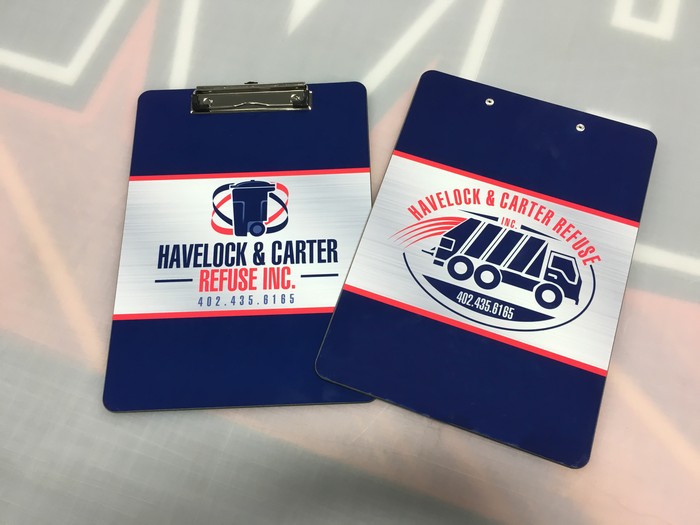 HAVELOCK & CARTER
REFUSE INC.
402.435.6165
HAVELOCK & CARTER REFUSE
INC.
402.435.6165